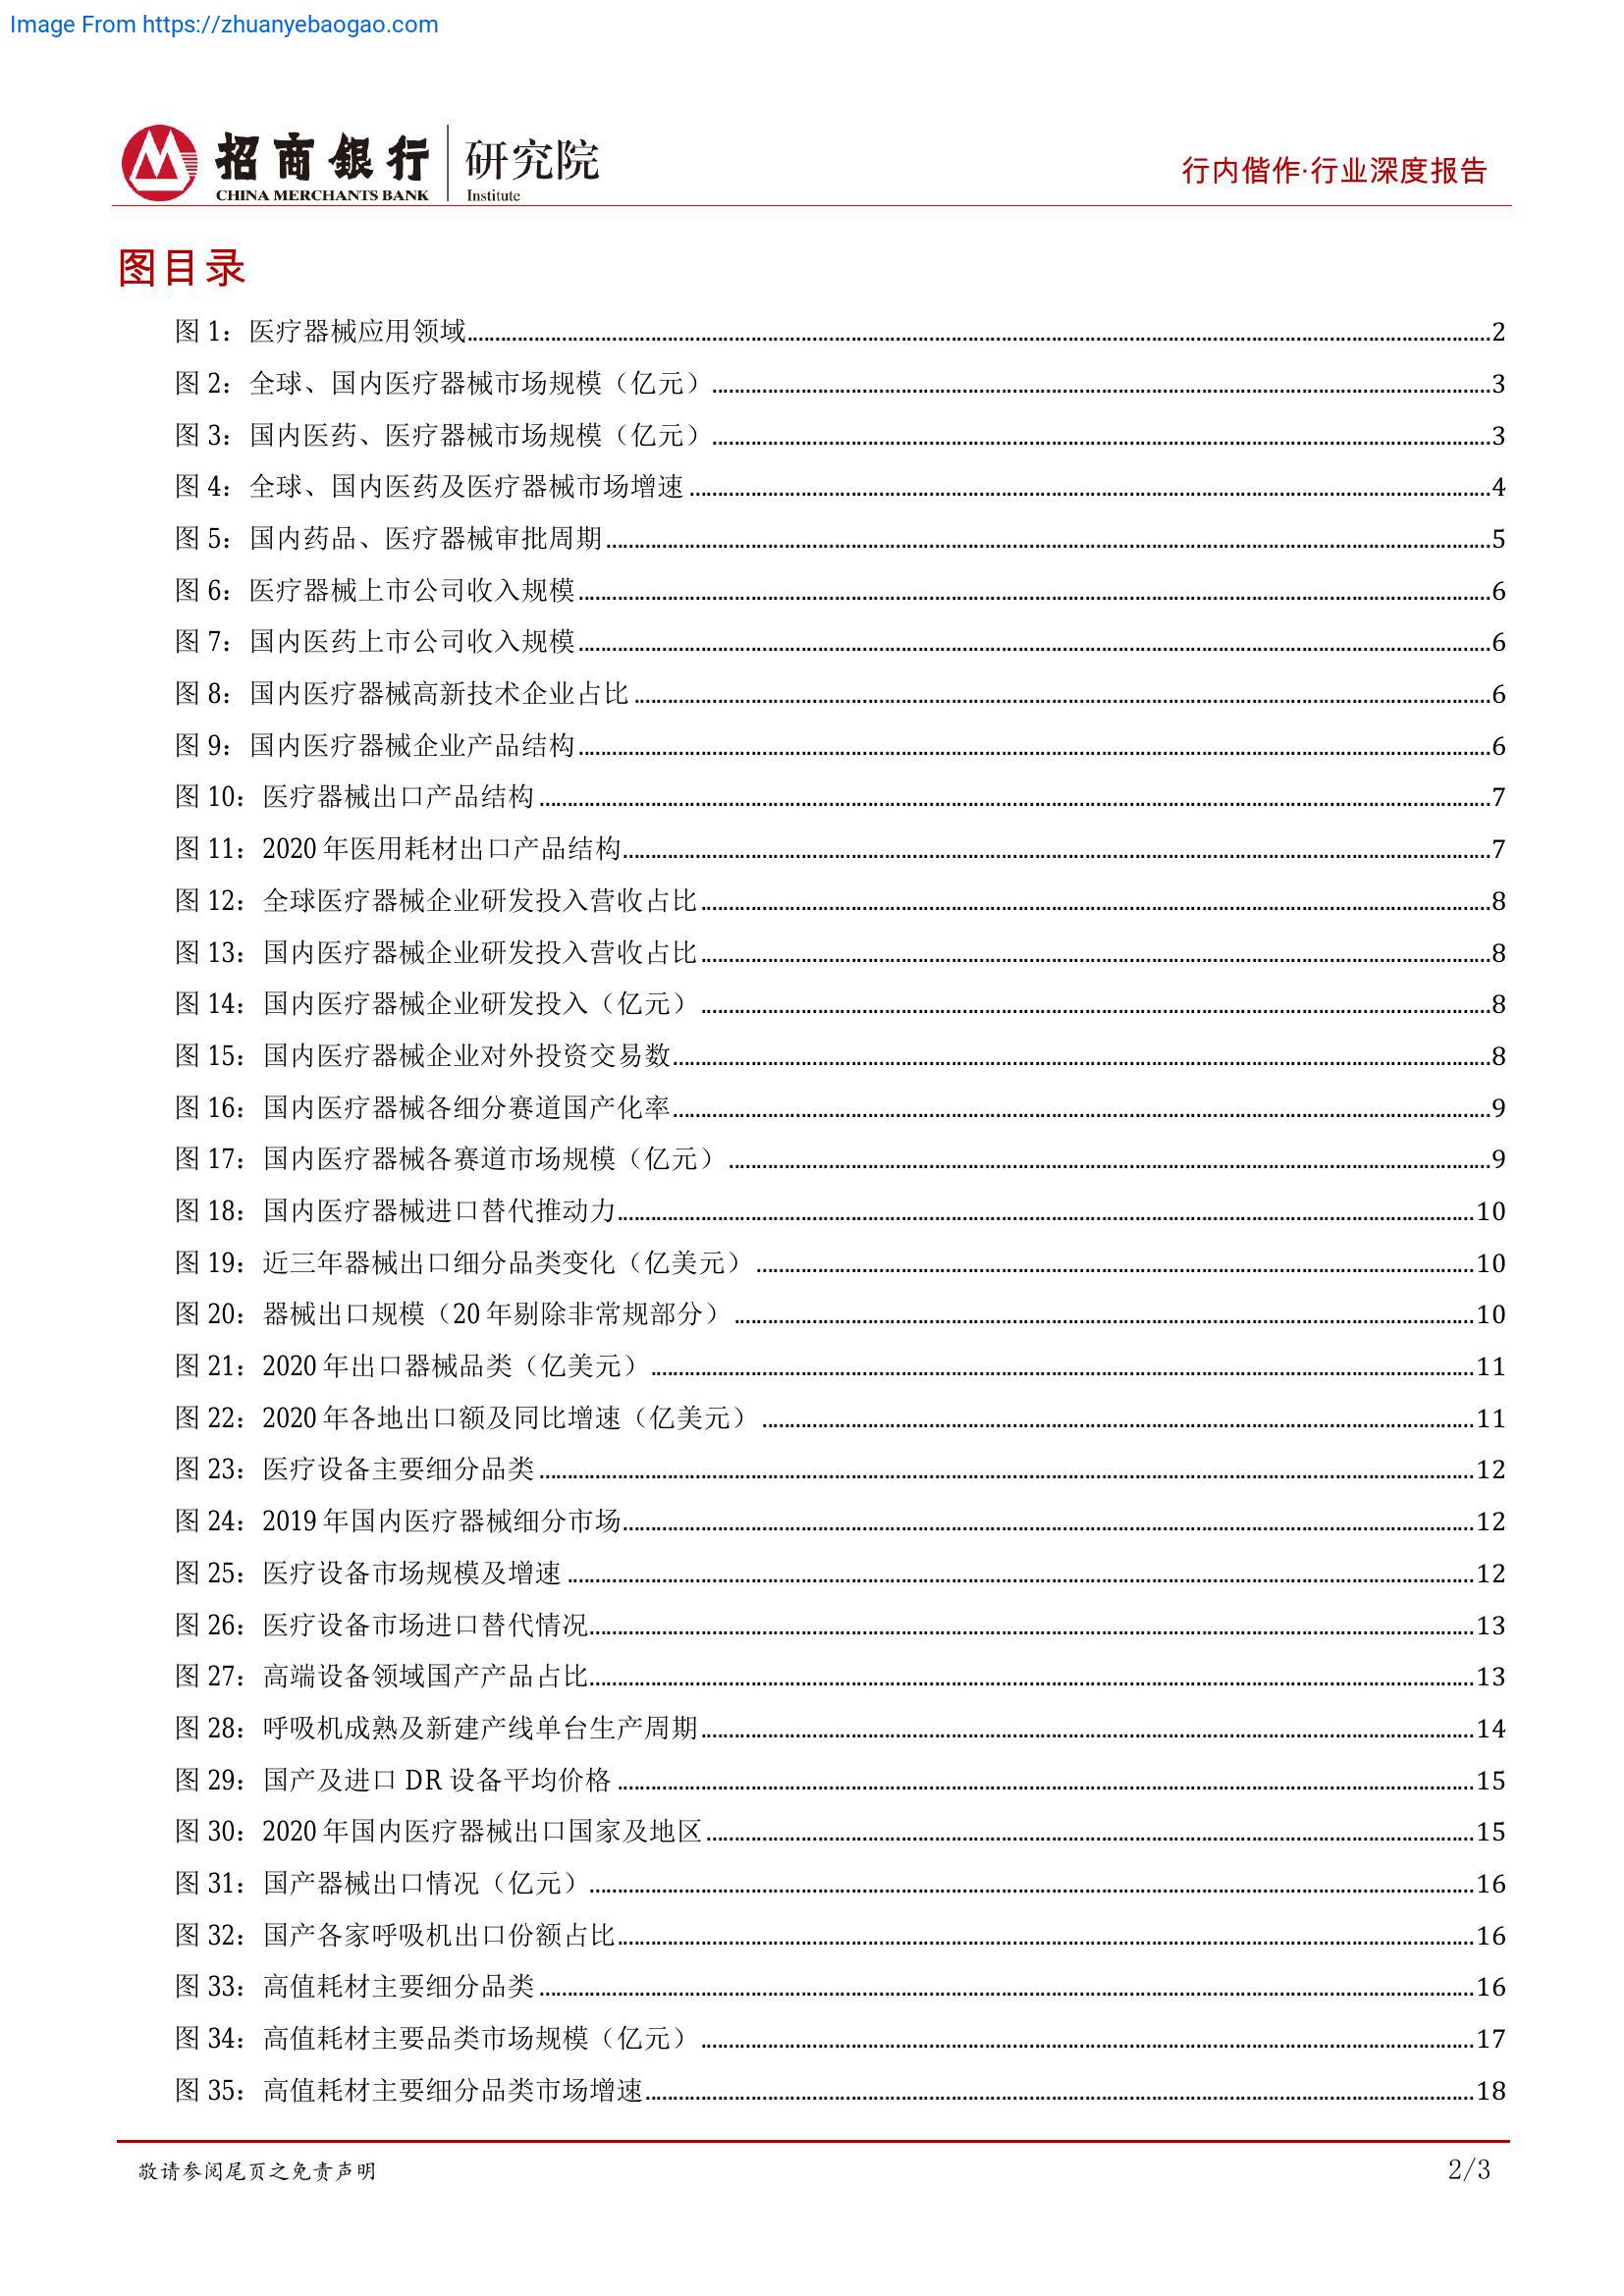 Image From https://zhuanyebaogao.com
招商銀行 研究院
CHINA MERCHANTS BANK Institute
行内偕作·行业深度报告
图目录
图 1：医疗器械应用领域 2
图 2：全球、国内医疗器械市场规模（亿元） 3
图 3：国内医药、医疗器械市场规模（亿元） 3
图 4：全球、国内医药及医疗器械市场增速 4
图 5：国内药品、医疗器械审批周期 5
图 6：医疗器械上市公司收入规模 6
图 7：国内医药上市公司收入规模 6
图 8：国内医疗器械高新技术企业占比 6
图 9：国内医疗器械企业产品结构 6
图 10：医疗器械出口产品结构 7
图 11：2020 年医用耗材出口产品结构 7
图 12：全球医疗器械企业研发投入营收占比 8
图 13：国内医疗器械企业研发投入营收占比 8
图 14：国内医疗器械企业研发投入（亿元） 8
图 15：国内医疗器械企业对外投资交易数 8
图 16：国内医疗器械各细分赛道国产化率 9
图 17：国内医疗器械各赛道市场规模（亿元） 9
图 18：国内医疗器械进口替代推动力 10
图 19：近三年器械出口细分品类变化（亿美元） 10
图 20：器械出口规模（20 年剔除非常规部分） 10
图 21：2020 年出口器械品类（亿美元） 11
图 22：2020 年各地出口额及同比增速（亿美元） 11
图 23：医疗设备主要细分品类 12
图 24：2019 年国内医疗器械细分市场 12
图 25：医疗设备市场规模及增速 12
图 26：医疗设备市场进口替代情况 13
图 27：高端设备领域国产产品占比 13
图 28：呼吸机成熟及新建产线单台生产周期 14
图 29：国产及进口 DR 设备平均价格 15
图 30：2020 年国内医疗器械出口国家及地区 15
图 31：国产器械出口情况（亿元） 16
图 32：国产各家呼吸机出口份额占比 16
图 33：高值耗材主要细分品类 16
图 34：高值耗材主要品类市场规模（亿元） 17
图 35：高值耗材主要细分品类市场增速 18
敬请参阅尾页之免责声明
2/3